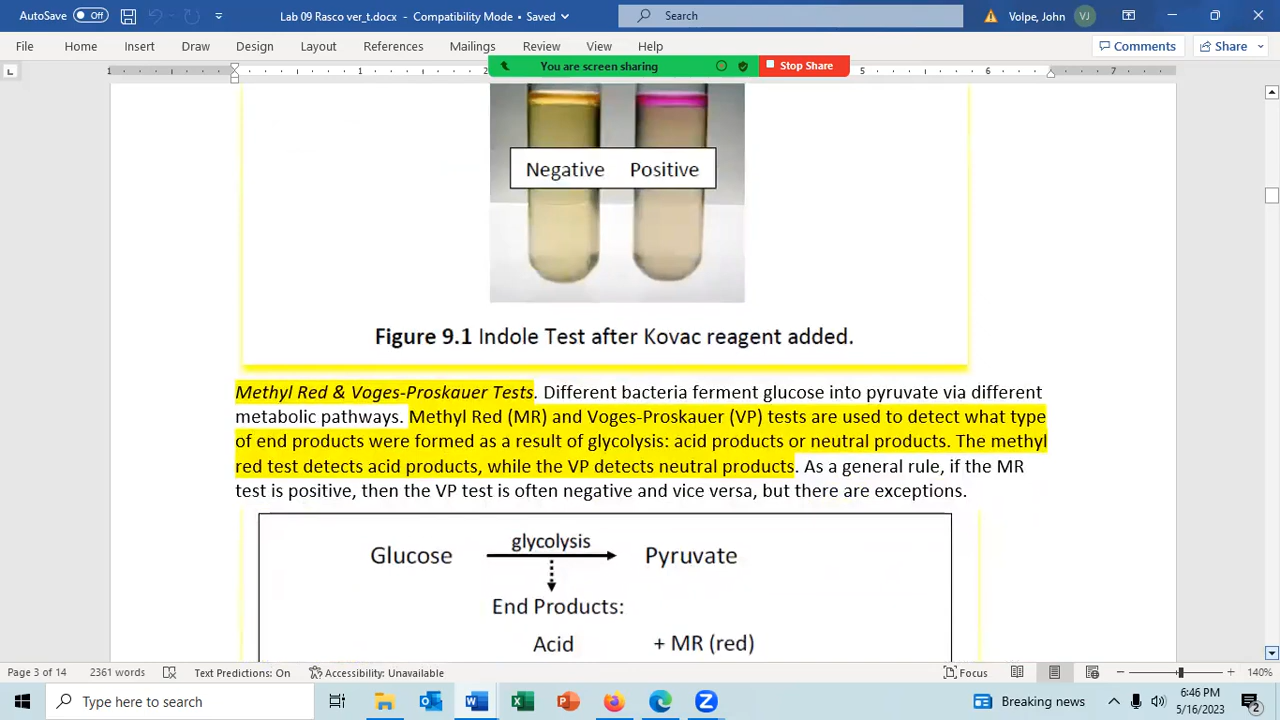 AutoSave Off Lab 09 Rasco ver_t.docx - Compatibility Mode • Saved Search Volpe, John VJ
File Home Insert Draw Design Layout References Mailings Review View Help Comments Share
You are screen sharing Stop Share
1 5 6 7
Negative Positive
Figure 9.1 Indole Test after Kovac reagent added.
Methyl Red & Voges-Proskauer Tests. Different bacteria ferment glucose into pyruvate via different
metabolic pathways. Methyl Red (MR) and Voges-Proskauer (VP) tests are used to detect what type
of end products were formed as a result of glycolysis: acid products or neutral products. The methyl
red test detects acid products, while the VP detects neutral products. As a general rule, if the MR
test is positive, then the VP test is often negative and vice versa, but there are exceptions.
glycolysis
Glucose Pyruvate
End Products:
Acid + MR (red)
Page 3 of 14 2361 words Text Predictions: On Accessibility: Unavailable Focus 140%
Type here to search Breaking news 6:46 PM
5/16/2023 2